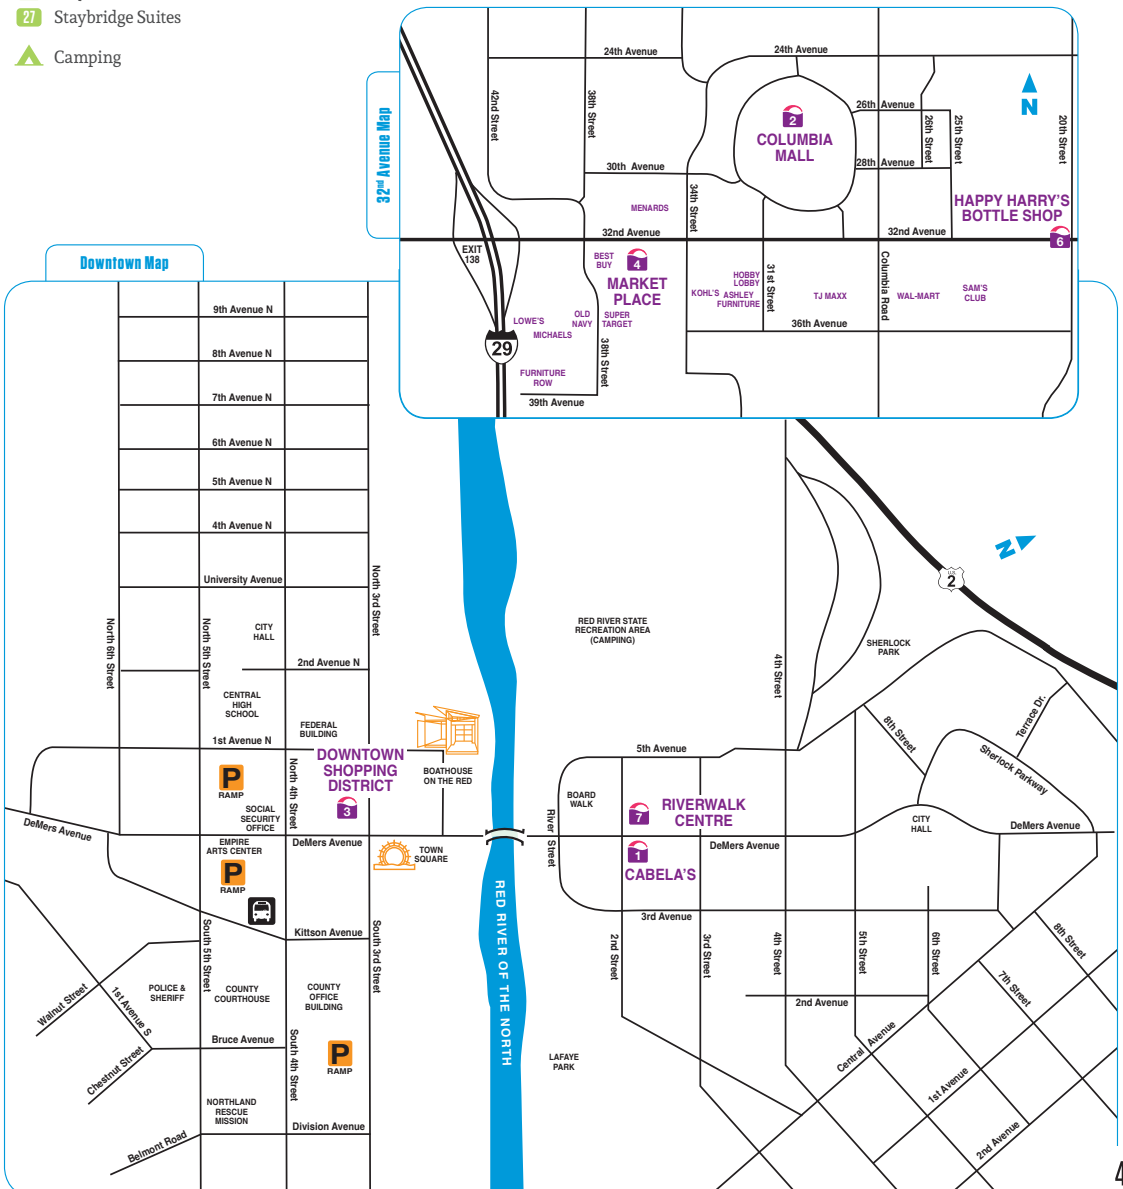 27 Staybridge Suites
Camping
32nd Avenue Map
24th Avenue
24th Avenue
42nd Street
38th Street
2
COLUMBIA
MALL
26th Avenue
26th Street
25th Street
20th Street
N
28th Avenue
30th Avenue
34th Street
MENARDS
HAPPY HARRY'S
BOTTLE SHOP
6
32nd Avenue
32nd Avenue
EXIT
138
BEST
BUY
4
MARKET
PLACE
HOBBY
LOBBY
KOHL'S
ASHLEY
FURNITURE
31st Street
TJ MAXX
Columbia Road
WAL-MART
SAM'S
CLUB
LOWE'S
MICHAELS
OLD
NAVY
SUPER
TARGET
36th Avenue
29
38th Street
FURNITURE
ROW
39th Avenue
Downtown Map
9th Avenue N
8th Avenue N
7th Avenue N
6th Avenue N
5th Avenue N
4th Avenue N
University Avenue
North 6th Street
North 5th Street
North 3rd Street
CITY
HALL
2nd Avenue N
CENTRAL
HIGH
SCHOOL
FEDERAL
BUILDING
1st Avenue N
North 4th Street
DOWNTOWN
SHOPPING
DISTRICT
3
BOATHOUSE
ON THE RED
P
RAMP
SOCIAL
SECURITY
OFFICE
DeMers Avenue
EMPIRE
ARTS CENTER
DeMers Avenue
TOWN
SQUARE
P
RAMP
Kittson Avenue
South 5th Street
South 3rd Street
POLICE &
SHERIFF
COUNTY
COURTHOUSE
COUNTY
OFFICE
BUILDING
Walnut Street
1st Avenue S
Chestnut Street
Bruce Avenue
South 4th Street
P
RAMP
NORTHLAND
RESCUE
MISSION
Division Avenue
Belmont Road
RED RIVER OF THE NORTH
RED RIVER STATE
RECREATION AREA
(CAMPIING)
4th Street
SHERLOCK
PARK
N
U.S.
2
5th Avenue
8th Street
Terrace Dr.
Sherlock Parkway
BOARD
WALK
River Street
7
RIVERWALK
CENTRE
CITY
HALL
DeMers Avenue
DeMers Avenue
1
CABELA'S
3rd Avenue
2nd Street
3rd Street
4th Street
5th Street
6th Street
8th Street
7th Street
2nd Avenue
Central Avenue
1st Avenue
2nd Avenue
LAFAYE
PARK
4